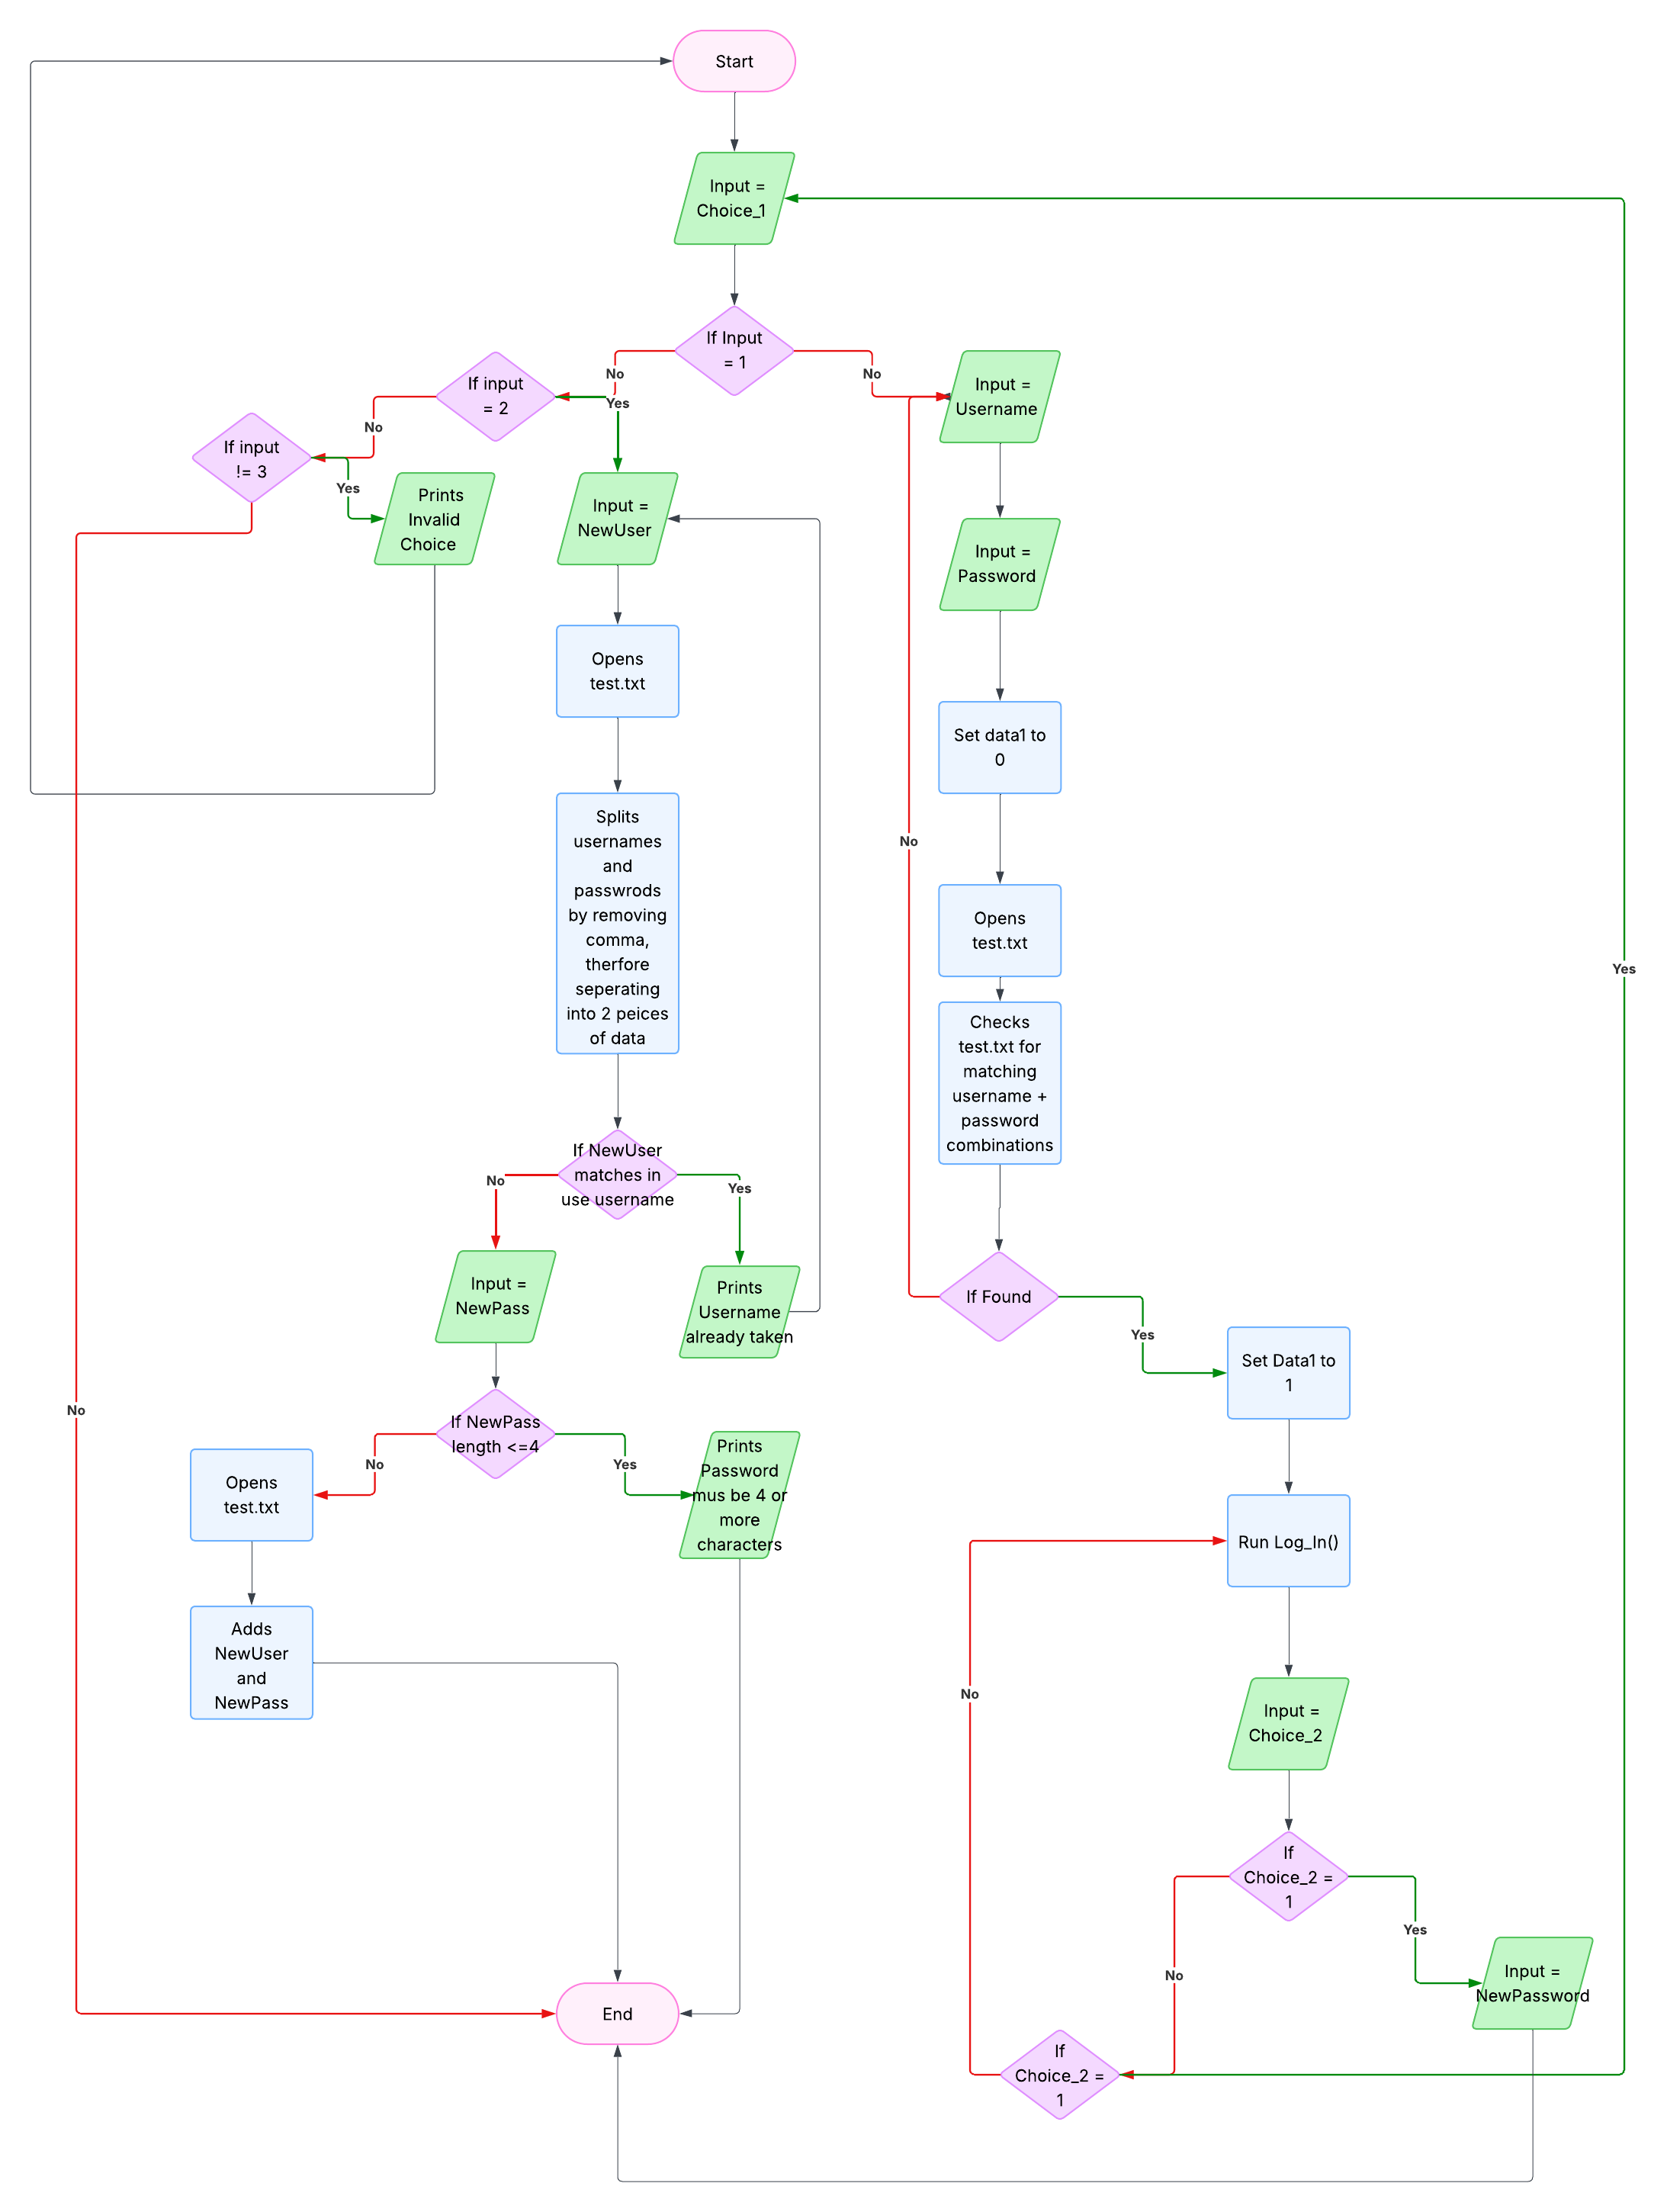 Start
Input =
Choice_1
If Input
= 1
No
No
If input
= 2
Yes
Input =
Username
No
If input
!= 3
Yes
Prints
Invalid
Choice
Input =
NewUser
Input =
Password
Opens
test.txt
Set data1 to
0
Splits
usernames
and
passwrods
by removing
comma,
therfore
seperating
into 2 peices
of data
No
Opens
test.txt
Yes
Checks
test.txt for
matching
username +
password
combinations
If NewUser
matches in
use username
No
Yes
Input =
NewPass
Prints
Username
already taken
If Found
Yes
Set Data1 to
1
No
If NewPass
length <=4
No
Yes
Opens
test.txt
Prints
Password
mus be 4 or
more
characters
Run Log_In()
Adds
NewUser
and
NewPass
No
Input =
Choice_2
If
Choice_2 =
1
Yes
No
Input =
NewPassword
End
If
Choice_2 =
1